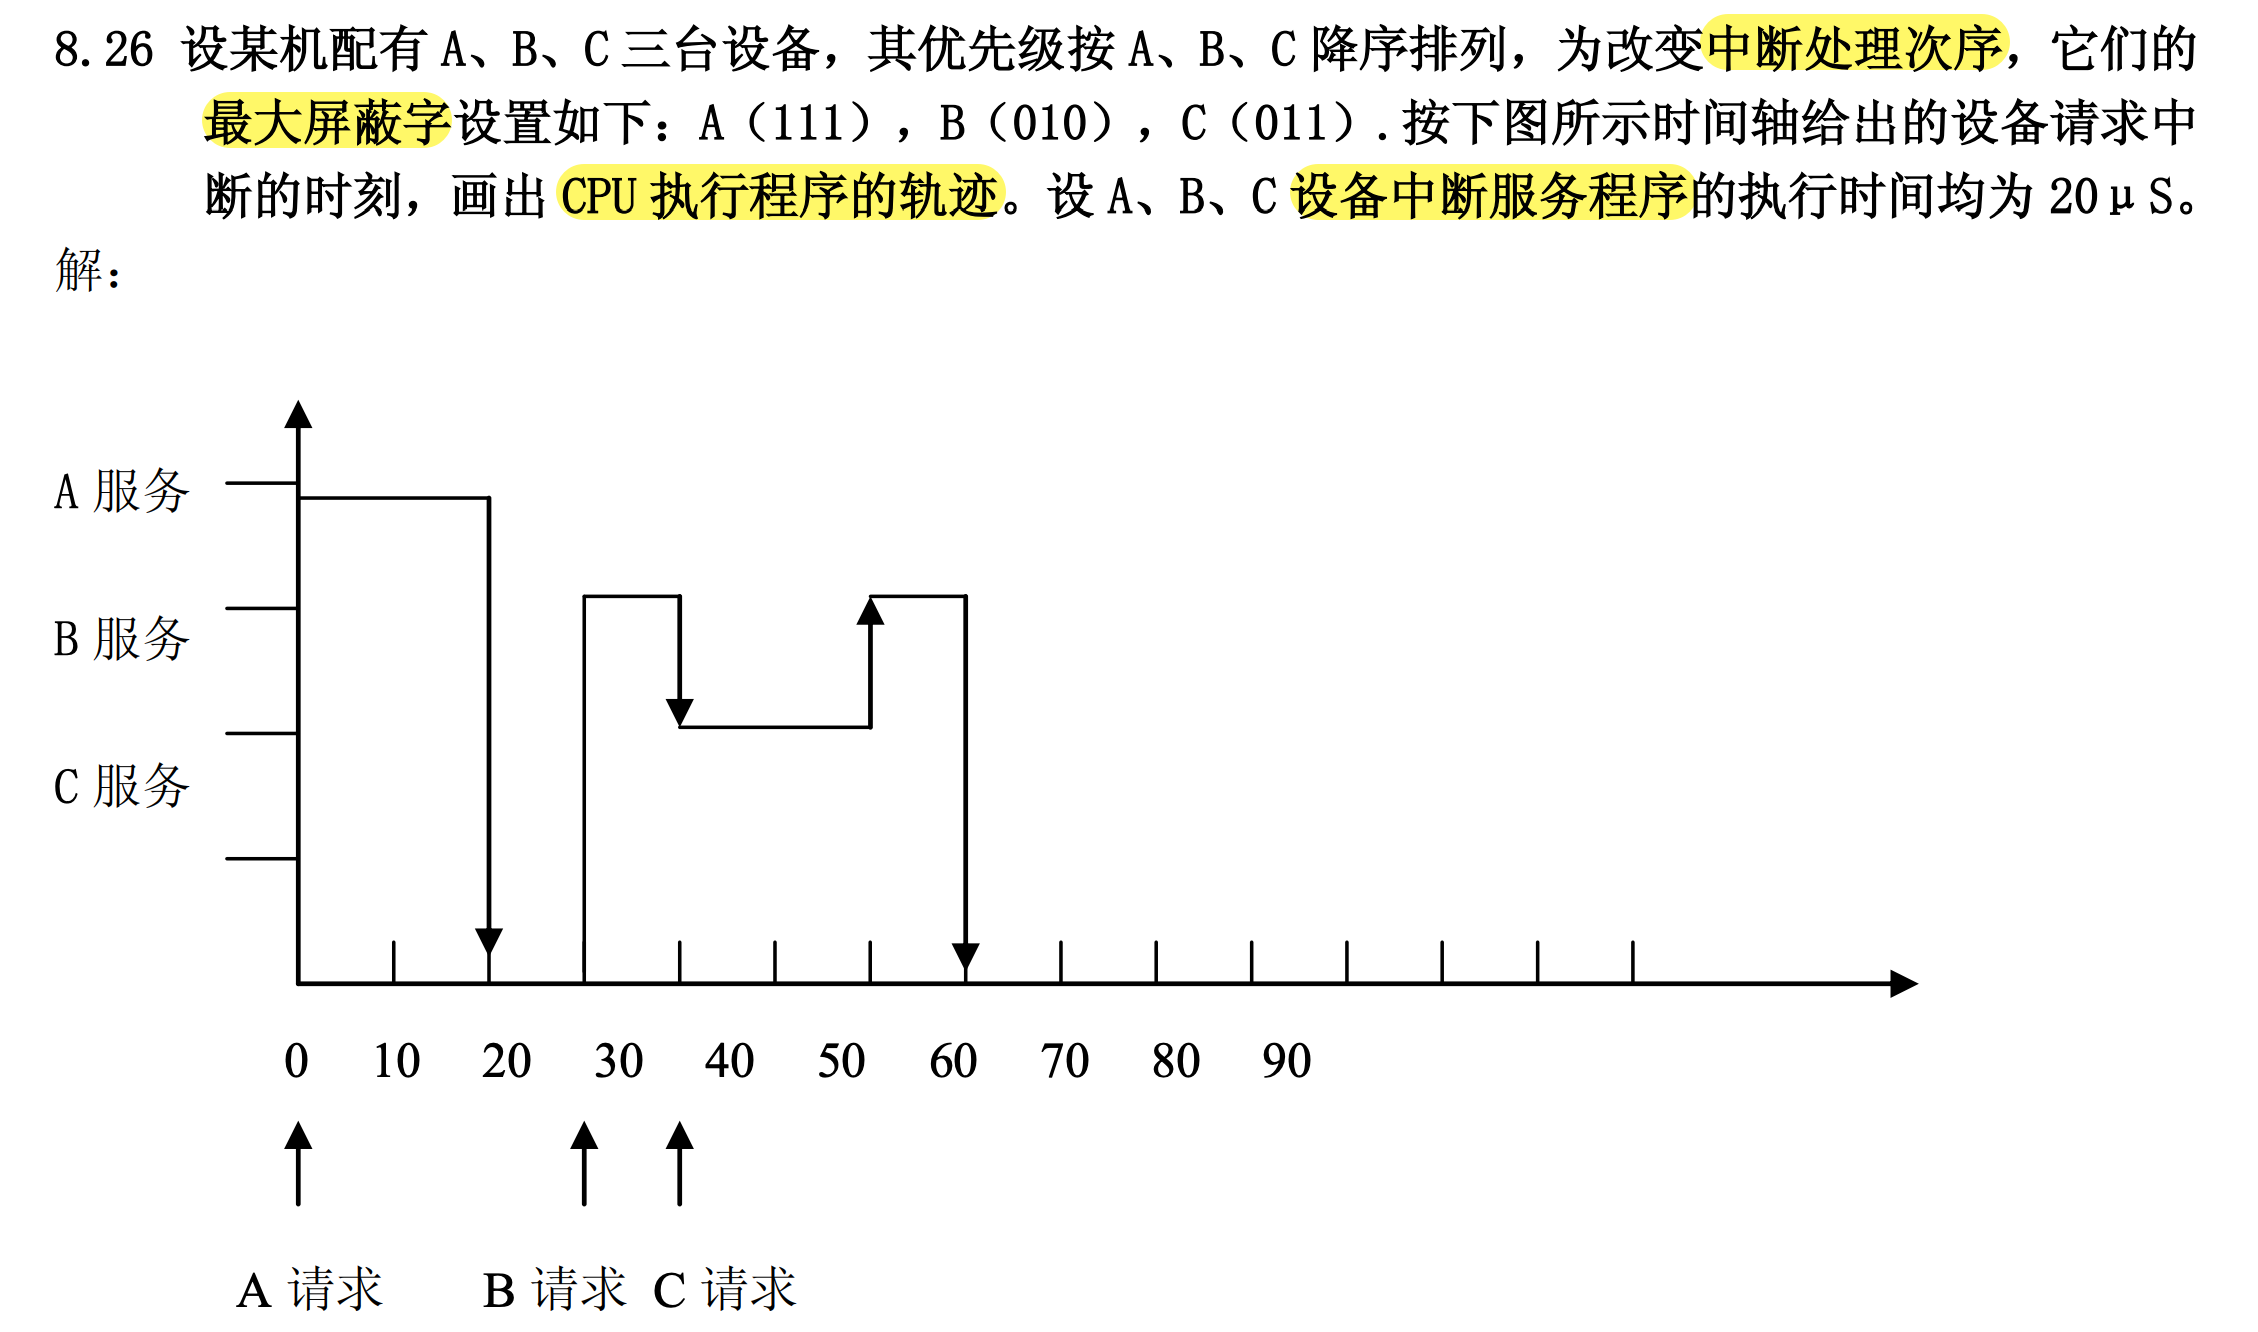 8.26 设某机配有 A、B、C 三台设备，其优先级按 A、B、C 降序排列，为改变中断处理次序，它们的
最大屏蔽字设置如下：A（111），B（010），C（011）.按下图所示时间轴给出的设备请求中
断的时刻，画出 CPU 执行程序的轨迹。设 A、B、C 设备中断服务程序的执行时间均为 20μS。
解：
A 服务
B 服务
C 服务
0 10 20 30 40 50 60 70 80 90
A 请求 B 请求 C 请求